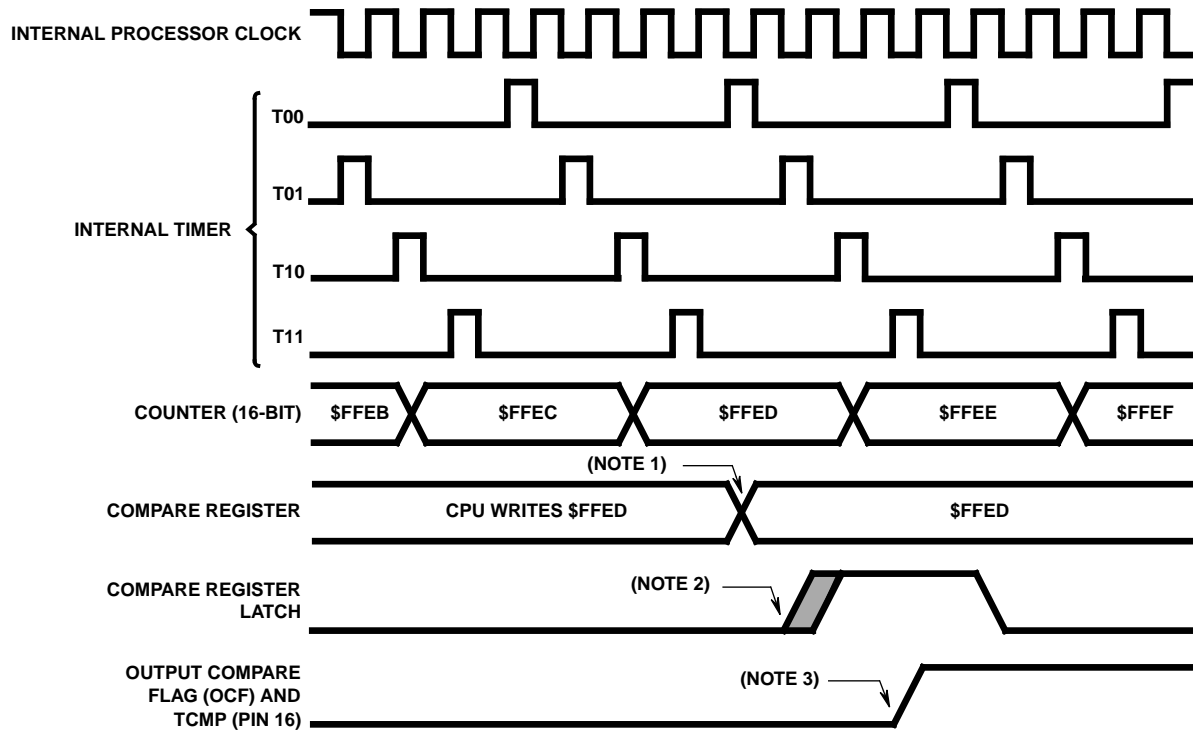 INTERNAL PROCESSOR CLOCK
T00
T01
INTERNAL TIMER
T10
T11
COUNTER (16-BIT) $FFEB $FFEC $FFED $FFEE $FFEF
(NOTE 1)
COMPARE REGISTER CPU WRITES $FFED $FFED
(NOTE 2)
COMPARE REGISTER
LATCH
OUTPUT COMPARE
(NOTE 3)
FLAG (OCF) AND
TCMP (PIN 16)